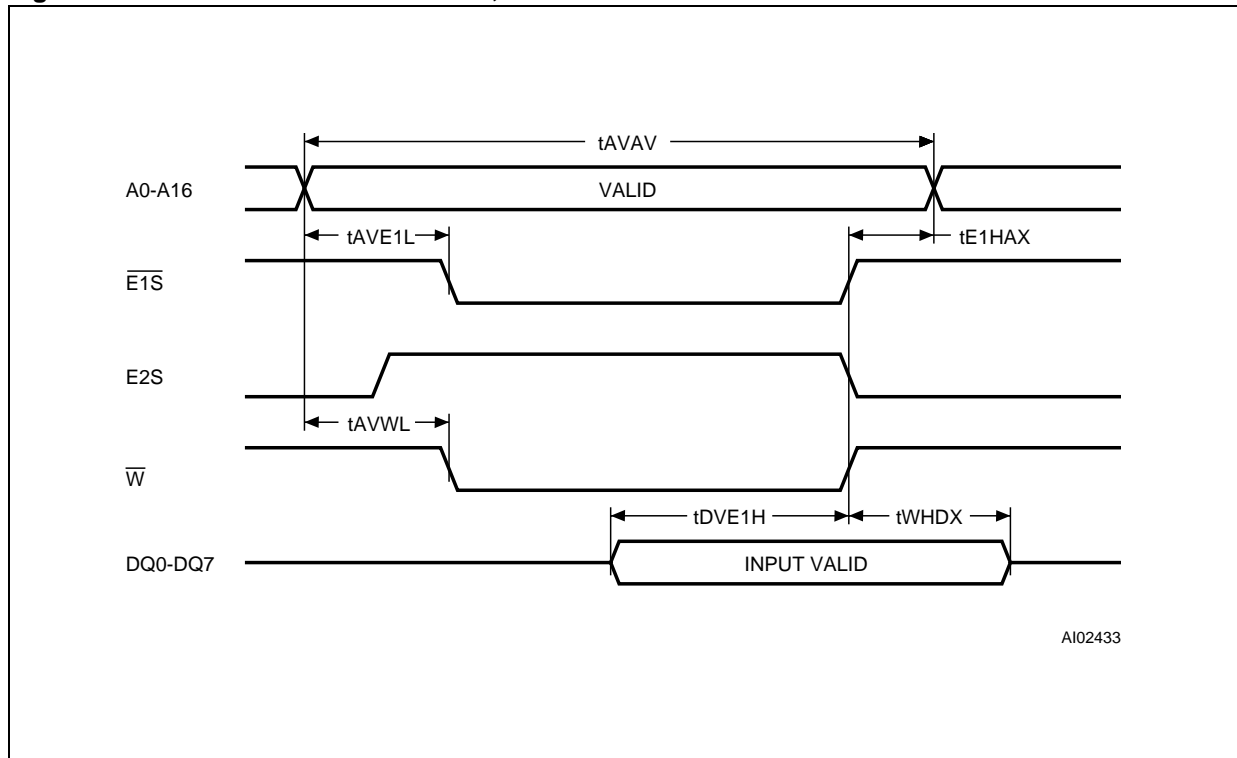 tAVAV
A0-A16 VALID
tAVE1L tE1HAX
E1S
E2S
tAVWL
W
tDVE1H tWHDX
DQ0-DQ7 INPUT VALID
AI02433